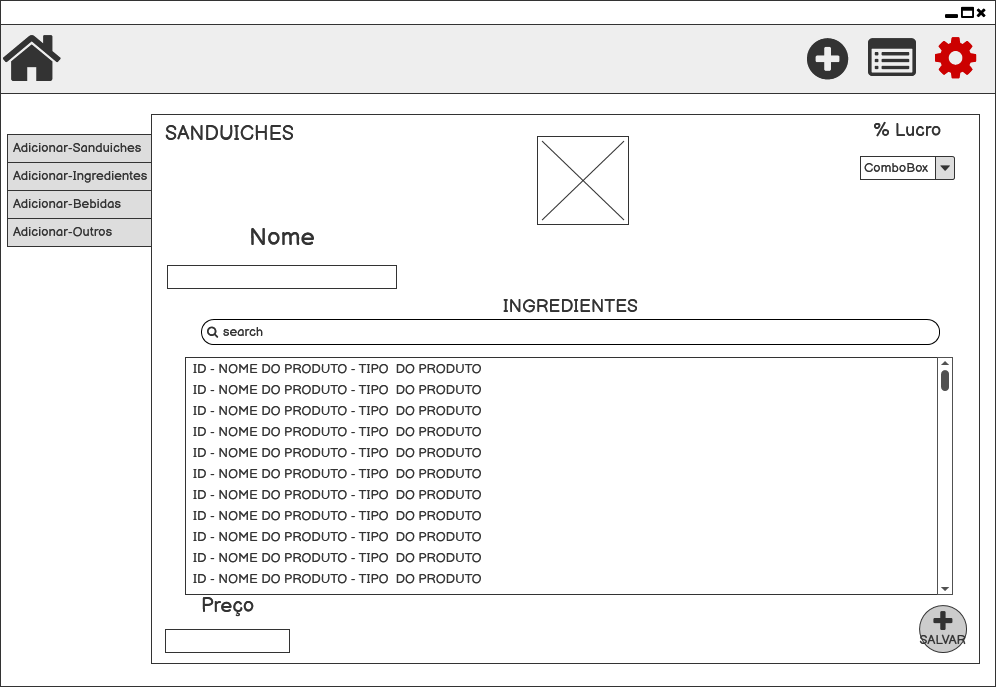 Adicionar-Sanduiches
Adicionar-Ingredientes
Adicionar-Bebidas
Adicionar-Outros
SANDUICHES
% Lucro
ComboBox
Nome
INGREDIENTES
search
ID - NOME DO PRODUTO - TIPO  DO PRODUTO
ID - NOME DO PRODUTO - TIPO  DO PRODUTO
ID - NOME DO PRODUTO - TIPO  DO PRODUTO
ID - NOME DO PRODUTO - TIPO  DO PRODUTO
ID - NOME DO PRODUTO - TIPO  DO PRODUTO
ID - NOME DO PRODUTO - TIPO  DO PRODUTO
ID - NOME DO PRODUTO - TIPO  DO PRODUTO
ID - NOME DO PRODUTO - TIPO  DO PRODUTO
ID - NOME DO PRODUTO - TIPO  DO PRODUTO
ID - NOME DO PRODUTO - TIPO  DO PRODUTO
ID - NOME DO PRODUTO - TIPO  DO PRODUTO
Preço
SALVAR